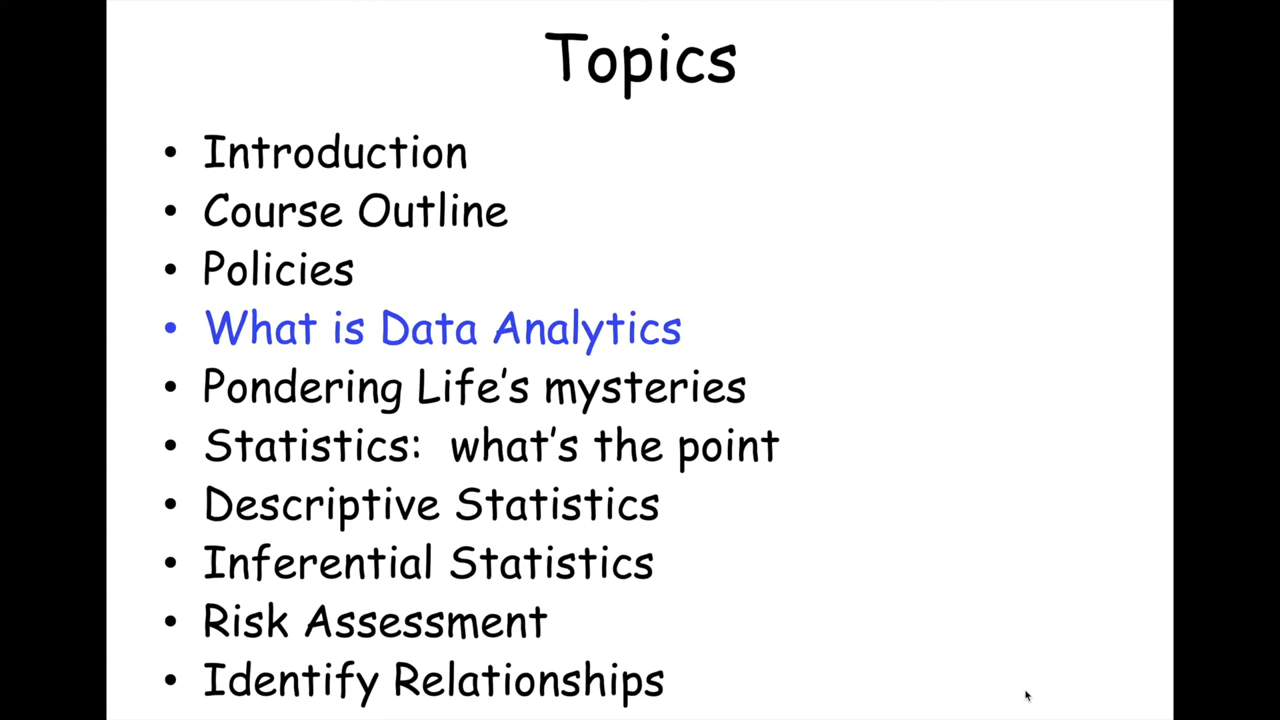 Topics
• Introduction
• Course Outline
• Policies
• What is Data Analytics
• Pondering Life's mysteries
• Statistics:  what's the point
• Descriptive Statistics
• Inferential Statistics
• Risk Assessment
• Identify Relationships